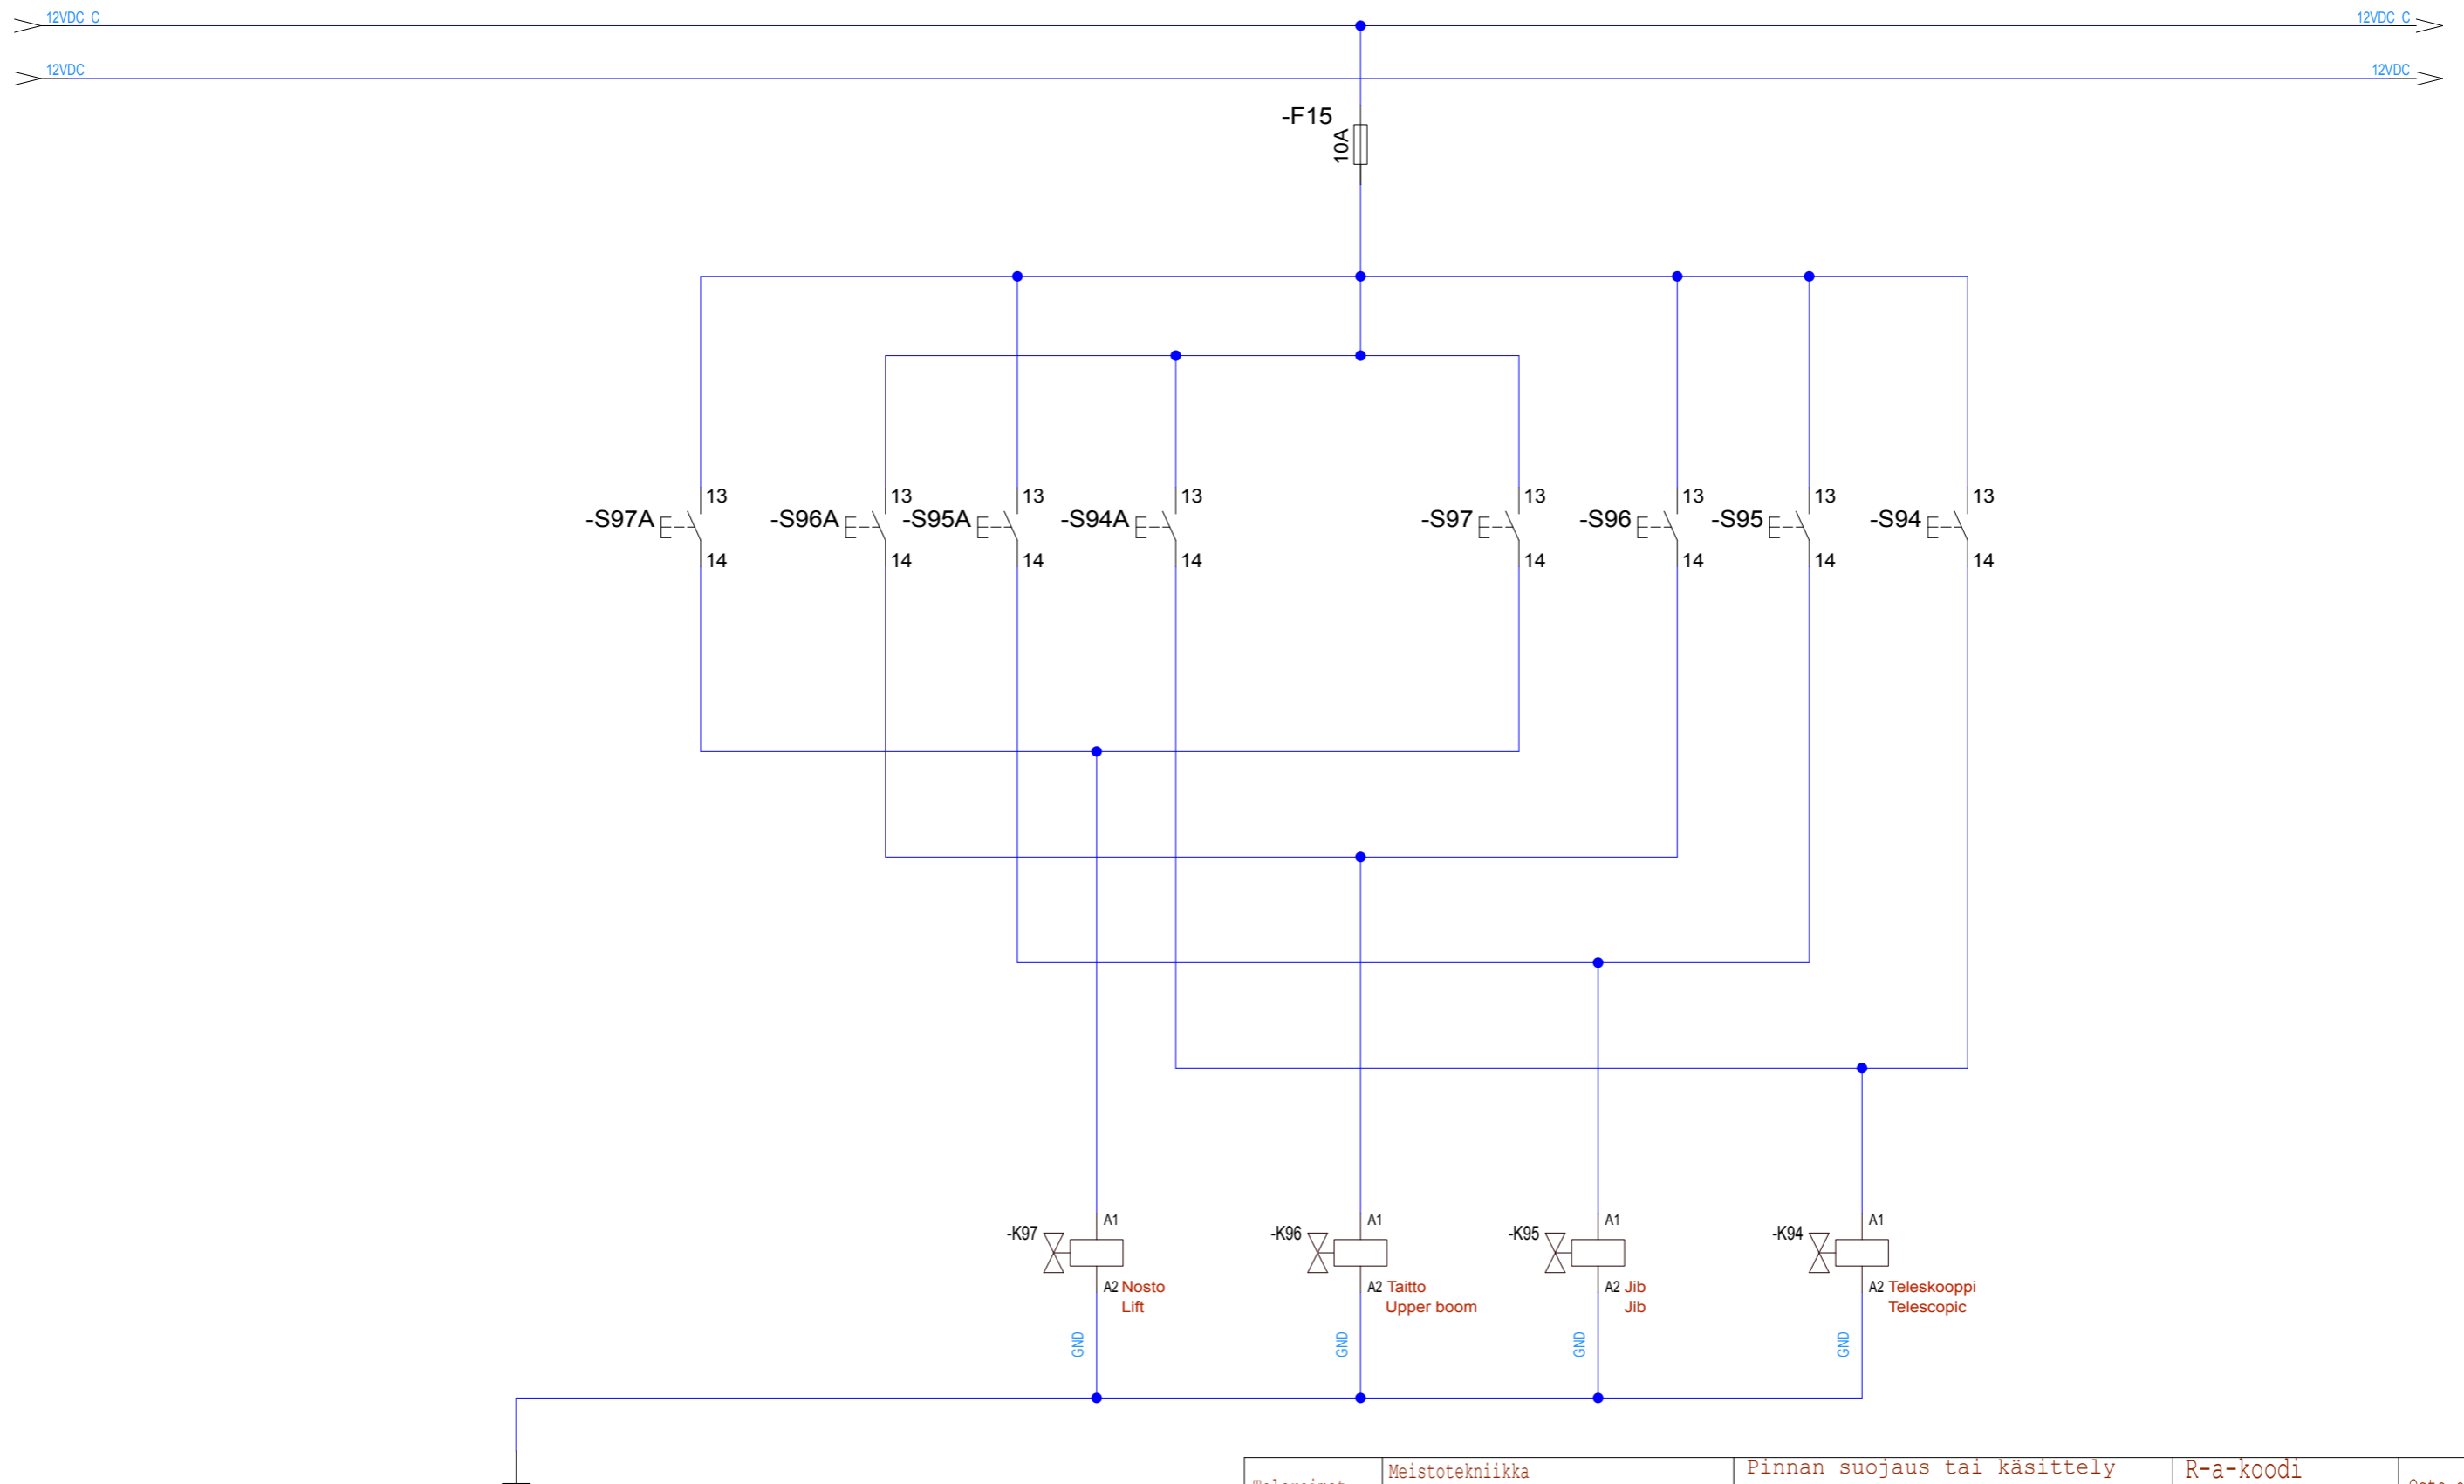 12VDC C
12VDC C
12VDC
12VDC
-F15
10A
13
13
13
13
13
13
13
13
-S97A
-S96A
-S95A
-S94A
-S97
-S96
-S95
-S94
14
14
14
14
14
14
14
14
A1
A1
A1
A1
-K97
-K96
-K95
-K94
A2 Nosto
Lift
A2 Taitto
Upper boom
A2 Jib
Jib
A2 Teleskooppi
Telescopic
GND
GND
GND
GND
Meistotekniikka
Pinnan suojaus tai käsittely
R-a-koodi